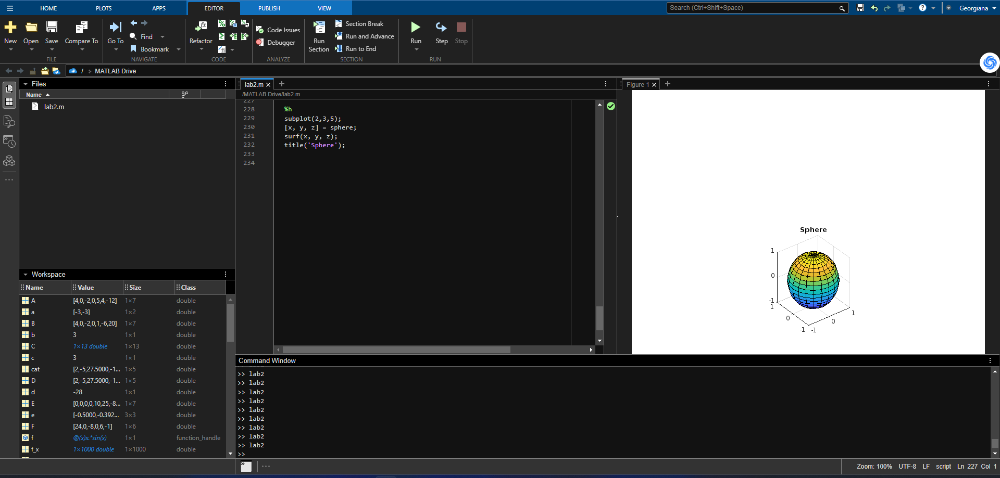 HOME PLOTS APPS EDITOR PUBLISH VIEW Search (Ctrl+Shift+Space) Georgiana
New Open Save Compare To
FILE
Go To Find Bookmark
NAVIGATE
Refactor
CODE
Code Issues
Debugger
ANALYZE
Run Section
Section Break
Run and Advance
Run to End
SECTION
Run Step Stop
RUN
/ › MATLAB Drive
Files
Name
lab2.m
Workspace
Name Value Size Class
A [4,0,-2,0,5,4,-12] 1×7 double
a [-3,-3] 1×2 double
B [4,0,-2,0,1,-6,20] 1×7 double
b 3 1×1 double
C 1×13 double 1×13 double
c 3 1×1 double
cat [2,-5,27.5000,-1... 1×5 double
D [2,-5,27.5000,-1... 1×5 double
d -28 1×1 double
E [0,0,0,0,10,25,-8... 1×7 double
e [-0.5000,-0.392... 3×3 double
F [24,0,-8,0,6,-1] 1×6 double
f @(x)x.*sin(x) 1×1 function_handle
f_x 1×1000 double 1×1000 double
lab2.m
/MATLAB Drive/lab2.m
227
228 %h
229 subplot(2,3,5);
230 [x, y, z] = sphere;
231 surf(x, y, z);
232 title('Sphere');
233
234
Figure 1
Sphere
1
0
-1
1
0
-1
-1
0
1
Command Window
>> lab2
>> lab2
>> lab2
>> lab2
>> lab2
>> lab2
>> lab2
>> lab2
>> lab2
>>
Zoom: 100% UTF-8 LF script Ln 227 Col 1